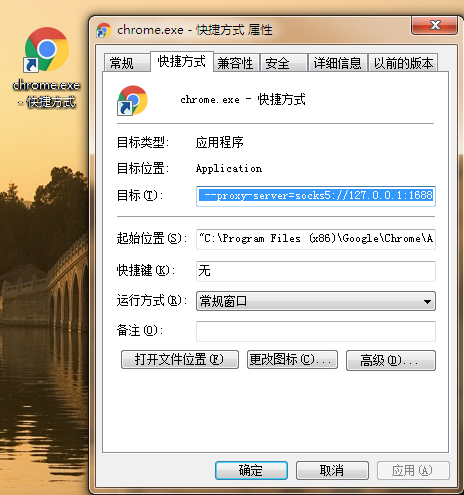 chrome.exe
- 快捷方式
chrome.exe - 快捷方式 属性
常规 快捷方式 兼容性 安全 详细信息 以前的版本
chrome.exe - 快捷方式
目标类型: 应用程序
目标位置: Application
目标(T): --proxy-server=socks5://127.0.0.1:1688
起始位置(S): "C:\Program Files (x86)\Google\Chrome\A
快捷键(K): 无
运行方式(R): 常规窗口
备注(O):
打开文件位置(F) 更改图标(C)... 高级(D)...
确定 取消 应用(A)